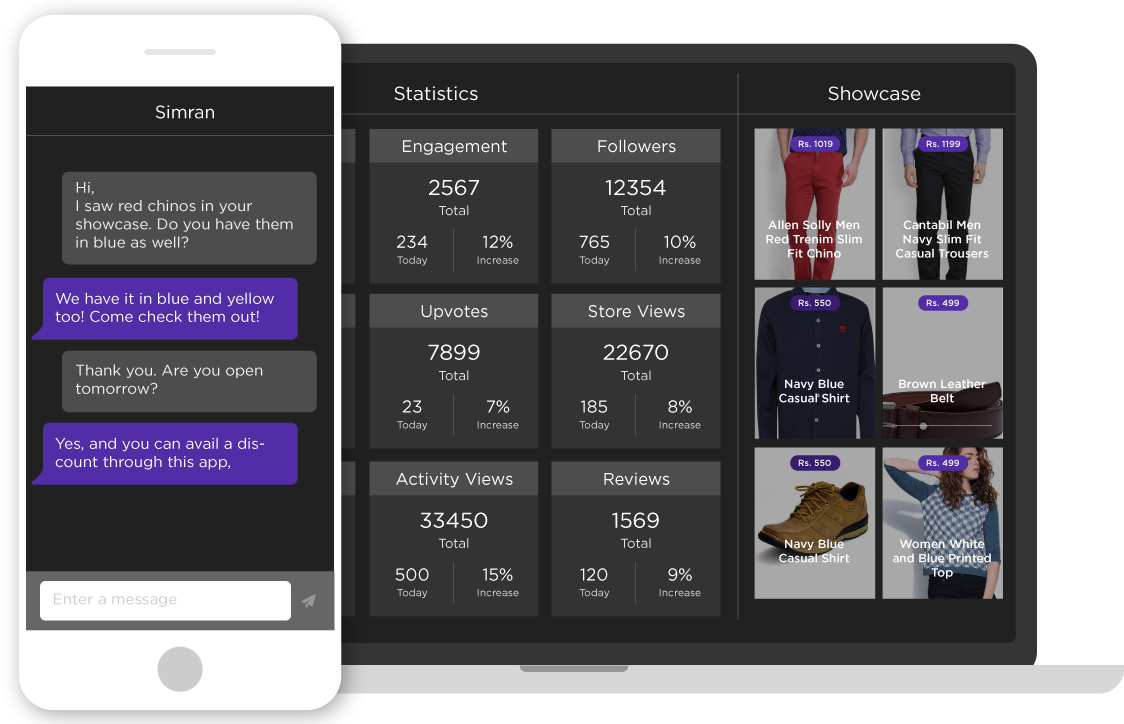 Simran
Hi,
I saw red chinos in your
showcase. Do you have them
in blue as well?
We have it in blue and yellow
too! Come check them out!
Thank you. Are you open
tomorrow?
Yes, and you can avail a dis-
count through this app,
Enter a message
Statistics
Engagement
2567
Total
234
Today
12%
Increase
Followers
12354
Total
765
Today
10%
Increase
Upvotes
7899
Total
23
Today
7%
Increase
Store Views
22670
Total
185
Today
8%
Increase
Activity Views
33450
Total
500
Today
15%
Increase
Reviews
1569
Total
120
Today
9%
Increase
Showcase
Rs. 1019
Allen Solly Men
Red Trenim Slim
Fit Chino
Rs. 1199
Cantabil Men
Navy Slim Fit
Casual Trousers
Rs. 550
Navy Blue
Casual Shirt
Rs. 499
Brown Leather
Belt
Rs. 550
Navy Blue
Casual Shirt
Rs. 499
Women White
and Blue Printed
Top